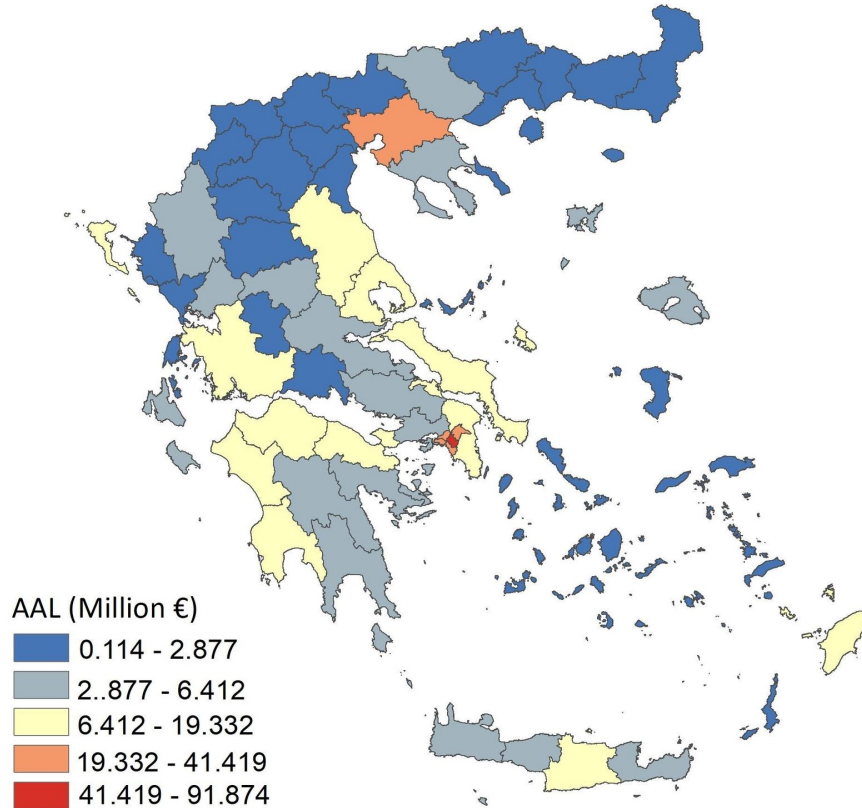 AAL (Million €)
0.114 - 2.877
2..877 - 6.412
6.412 - 19.332
19.332 - 41.419
41.419 - 91.874